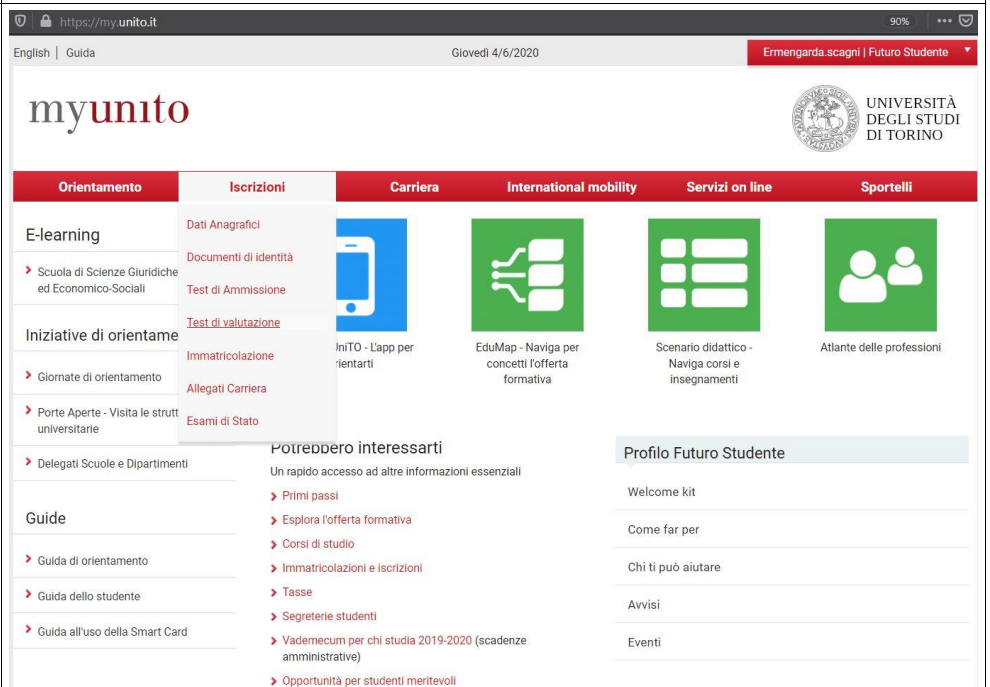 https://my.unito.it
90%
English | Guida
Giovedì 4/6/2020
Ermengarda.scagni | Futuro Studente
myunito
UNIVERSITÀ
DEGLI STUDI
DI TORINO
Orientamento
Iscrizioni
Carriera
International mobility
Servizi on line
Sportelli
Dati Anagrafici
Documenti di identità
Test di Ammissione
Test di valutazione
Immatricolazione
Allegati Carriera
Esami di Stato
E-learning
Scuola di Scienze Giuridiche
ed Economico-Sociali
Iniziative di orientame
Giornate di orientamento
Porte Aperte - Visita le strutt
universitarie
Delegati Scuole e Dipartimenti
Guide
Guida di orientamento
Guida dello studente
Guida all'uso della Smart Card
UniTO - L'app per
rientarti
EduMap - Naviga per
concetti l'offerta
formativa
Scenario didattico -
Naviga corsi e
insegnamenti
Atlante delle professioni
Potrebbero interessarti
Un rapido accesso ad altre informazioni essenziali
Primi passi
Esplora l'offerta formativa
Corsi di studio
Immatricolazioni e iscrizioni
Tasse
Segreterie studenti
Vademecum per chi studia 2019-2020 (scadenze
amministrative)
Opportunità per studenti meritevoli
Profilo Futuro Studente
Welcome kit
Come far per
Chi ti può aiutare
Avvisi
Eventi